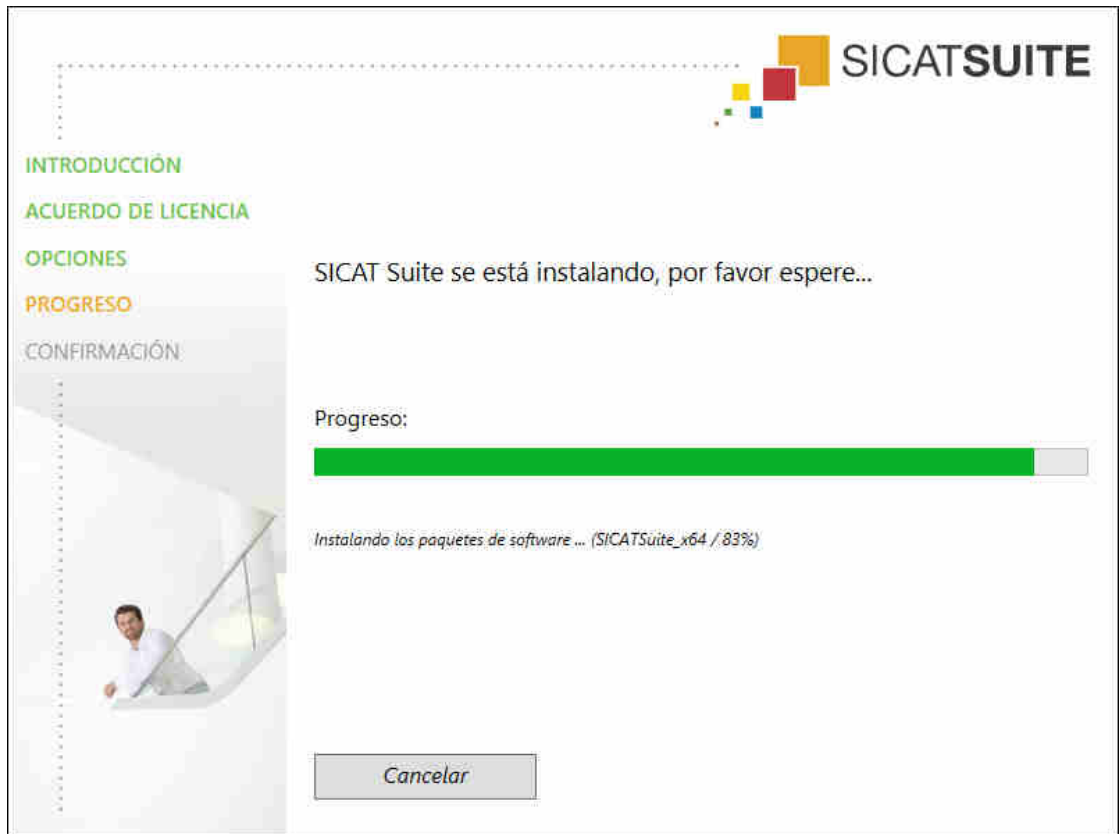 SICATSUITE
INTRODUCCIÓN
ACUERDO DE LICENCIA
OPCIONES
PROGRESO
CONFIRMACIÓN
SICAT Suite se está instalando, por favor espere...
Progreso:
Instalando los paquetes de software ... (SICATSuite_x64 / 83%)
Cancelar